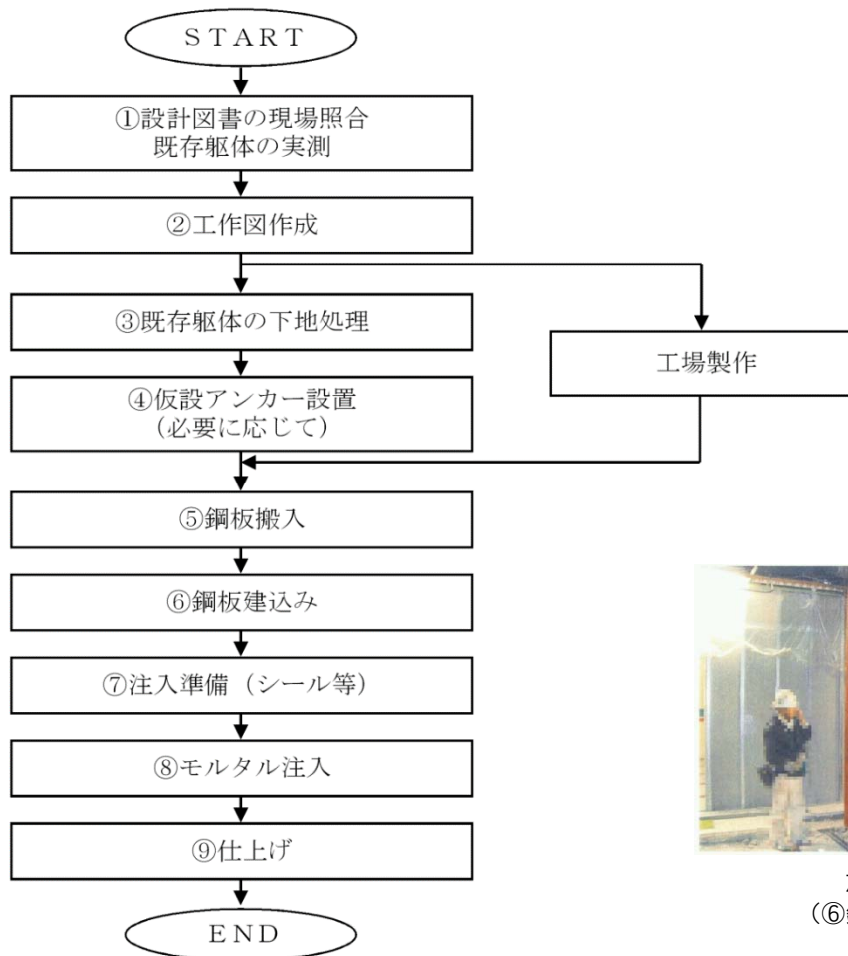 START
①設計図書の現場照合
既存躯体の実測
②工作図作成
③既存躯体の下地処理
工場製作
④仮設アンカー設置
(必要に応じて)
⑤鋼板搬入
⑥鋼板建込み
⑦注入準備（シール等）
⑧モルタル注入
⑨仕上げ
END